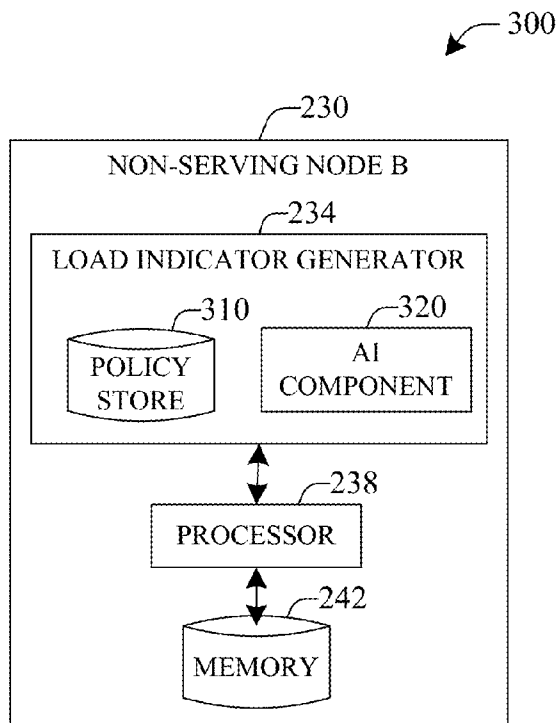 300
230
NON-SERVING NODE B
234
LOAD INDICATOR GENERATOR
310
320
POLICY
STORE
AI
COMPONENT
238
PROCESSOR
242
MEMORY